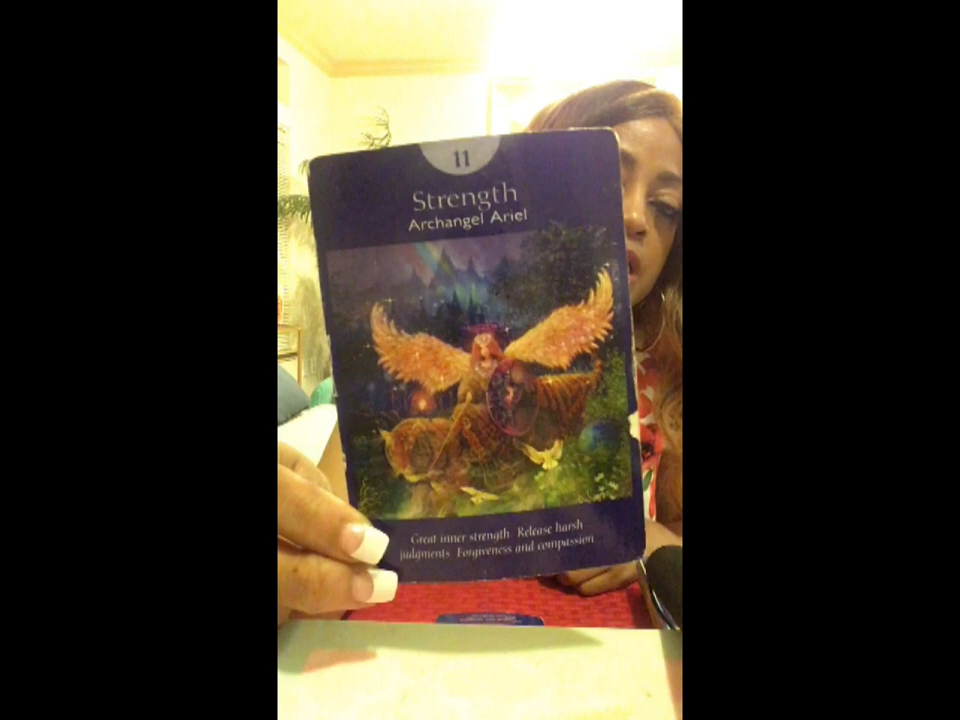 11
Strength
Archangel Ariel
Great inner strength Release harsh
judgments Forgiveness and compassion